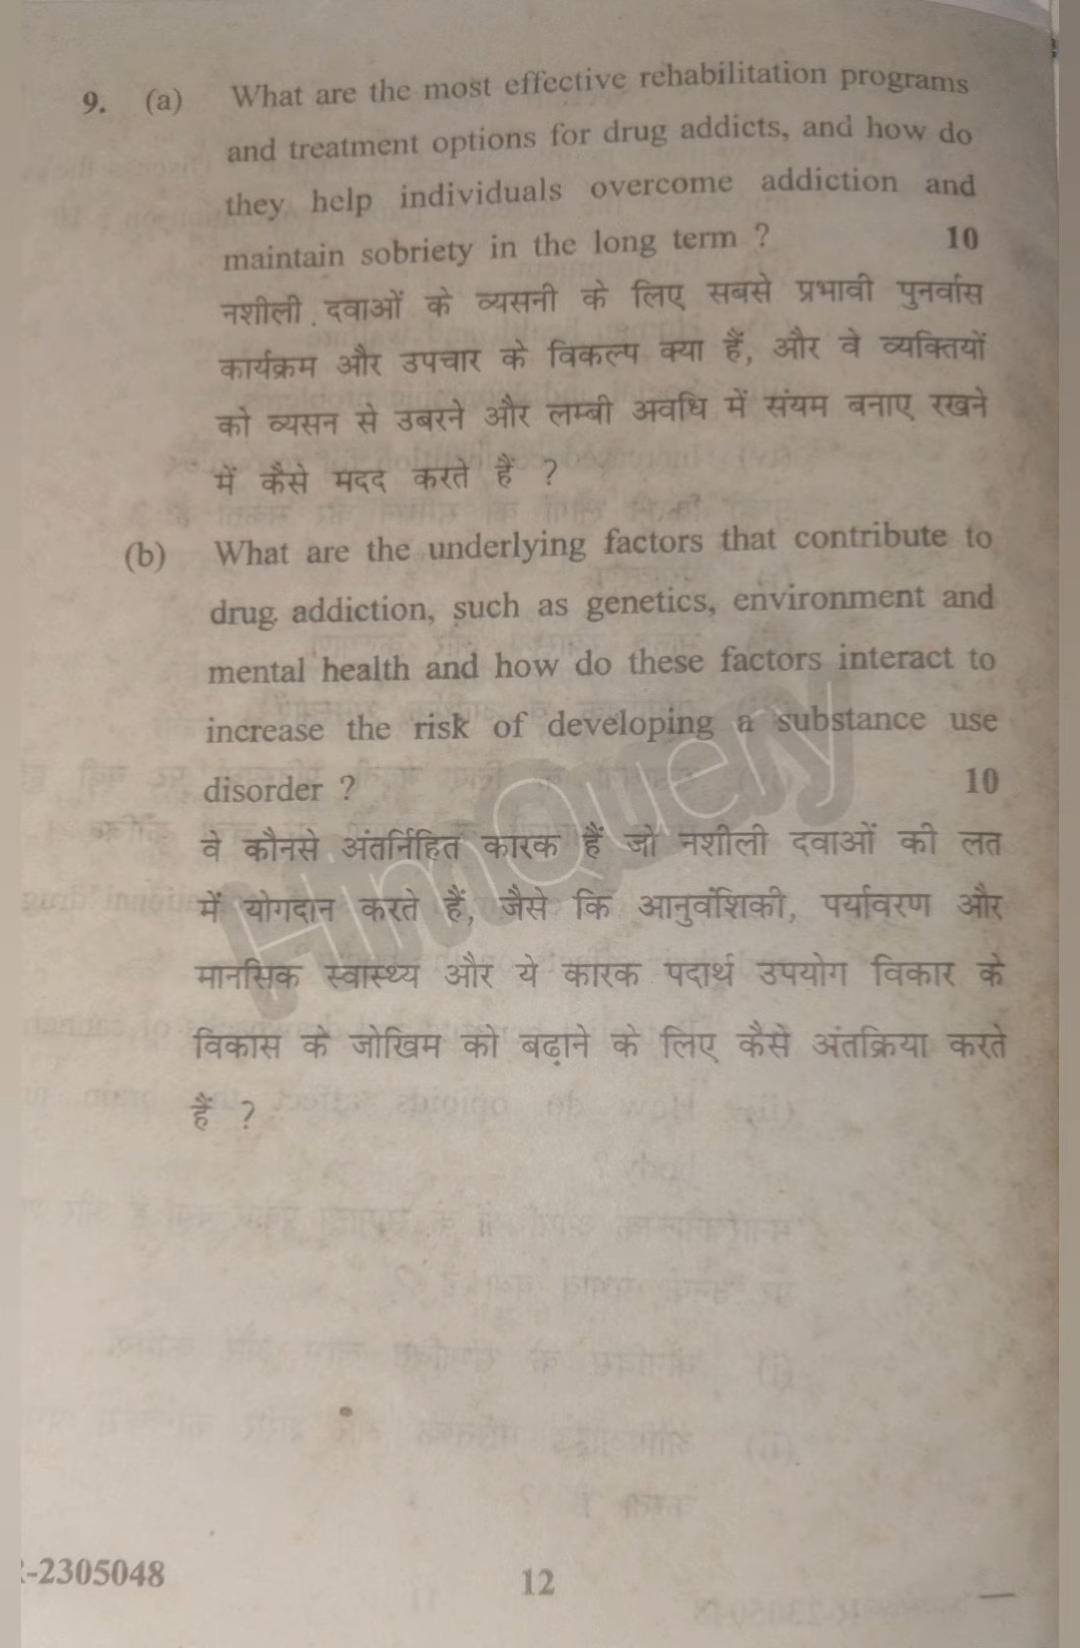 9. (a) What are the most effective rehabilitation programs
and treatment options for drug addicts, and how do
they help individuals overcome addiction and
maintain sobriety in the long term ? 10
नशीली दवाओं के व्यसनी के लिए सबसे प्रभावी पुनर्वास
कार्यक्रम और उपचार के विकल्प क्या हैं, और वे व्यक्तियों
को व्यसन से उबरने और लम्बी अवधि में संयम बनाए रखने
में कैसे मदद करते हैं ?
(b) What are the underlying factors that contribute to
drug addiction, such as genetics, environment and
mental health and how do these factors interact to
increase the risk of developing a substance use
disorder ? 10
वे कौनसे अंतर्निहित कारक हैं जो नशीली दवाओं की लत
में योगदान करते हैं, जैसे कि आनुवंशिकी, पर्यावरण और
मानसिक स्वास्थ्य और ये कारक पदार्थ उपयोग विकार के
विकास के जोखिम को बढ़ाने के लिए कैसे अंतक्रिया करते
हैं ?
HimQuery
-2305048 12